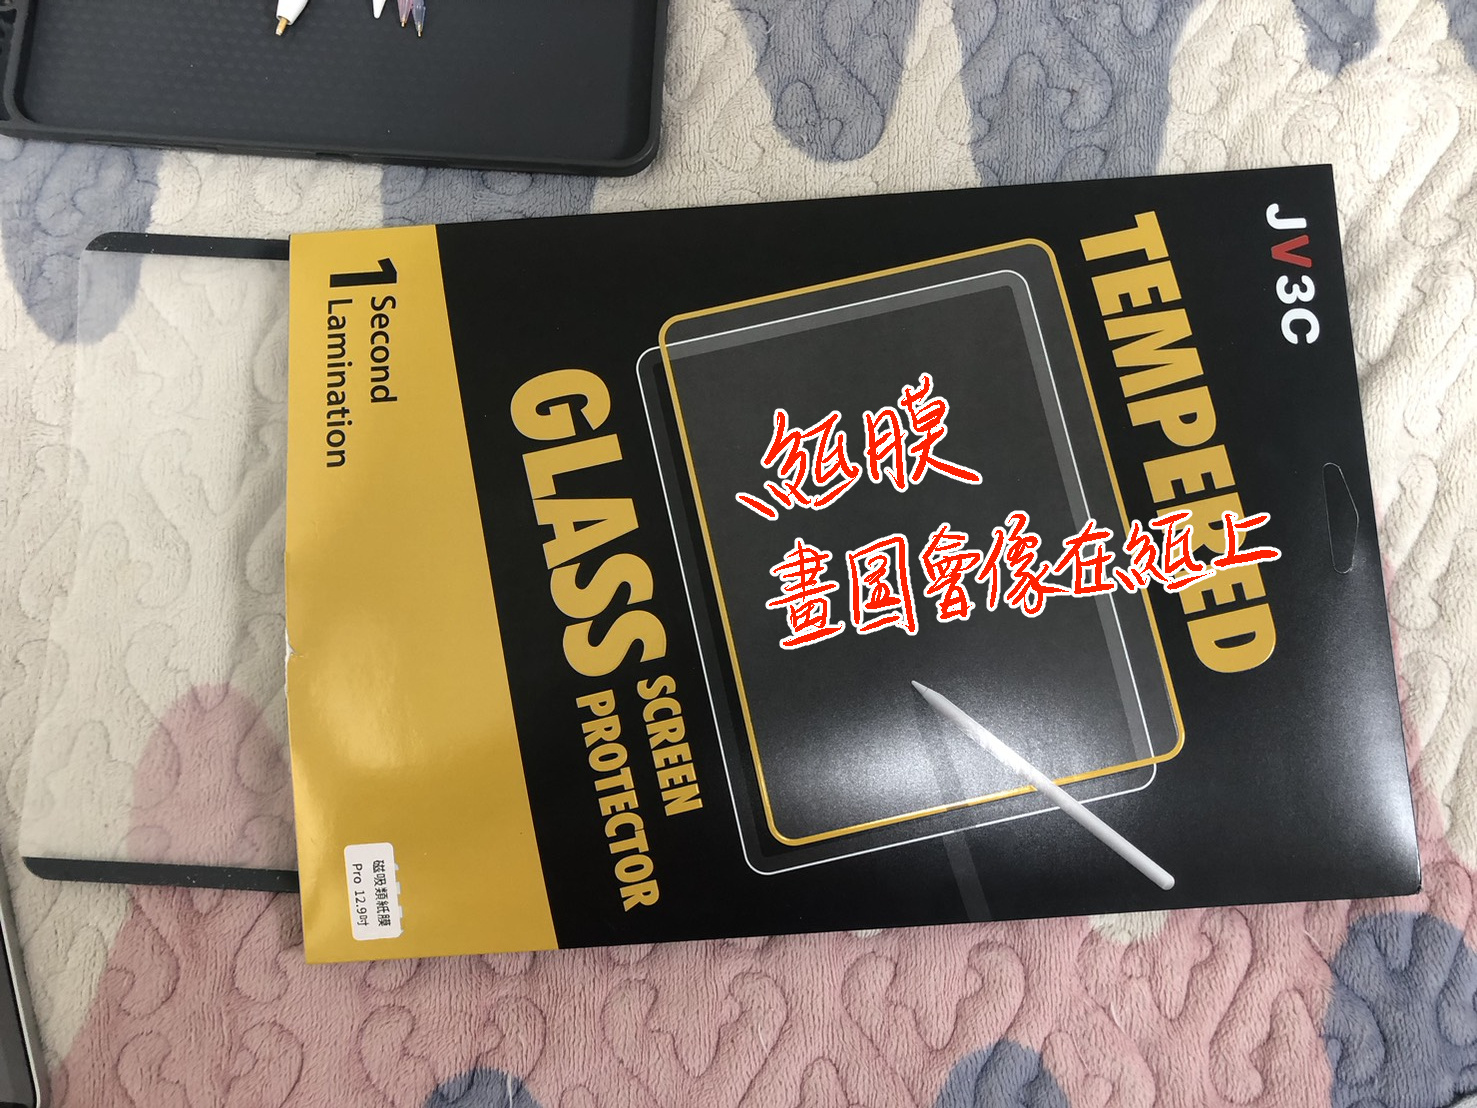 JV3C
TEMPERED
GLASS
SCREEN
PROTECTOR
1 Second
Lamination
紙膜
畫圖會像在紙上
磁吸類紙膜
Pro 12.9吋